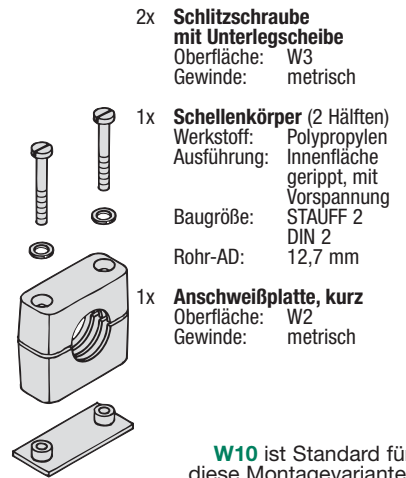 2x Schlitzschraube
mit Unterlegscheibe
Oberfläche: W3
Gewinde: metrisch
1x Schellenkörper (2 Hälften)
Werkstoff: Polypropylen
Ausführung: Innenfläche
gerippt, mit
Vorspannung
Baugröße: STAUFF 2
DIN 2
Rohr-AD: 12,7 mm
1x Anschweißplatte, kurz
Oberfläche: W2
Gewinde: metrisch
W10 ist Standard für
diese Montagevariante